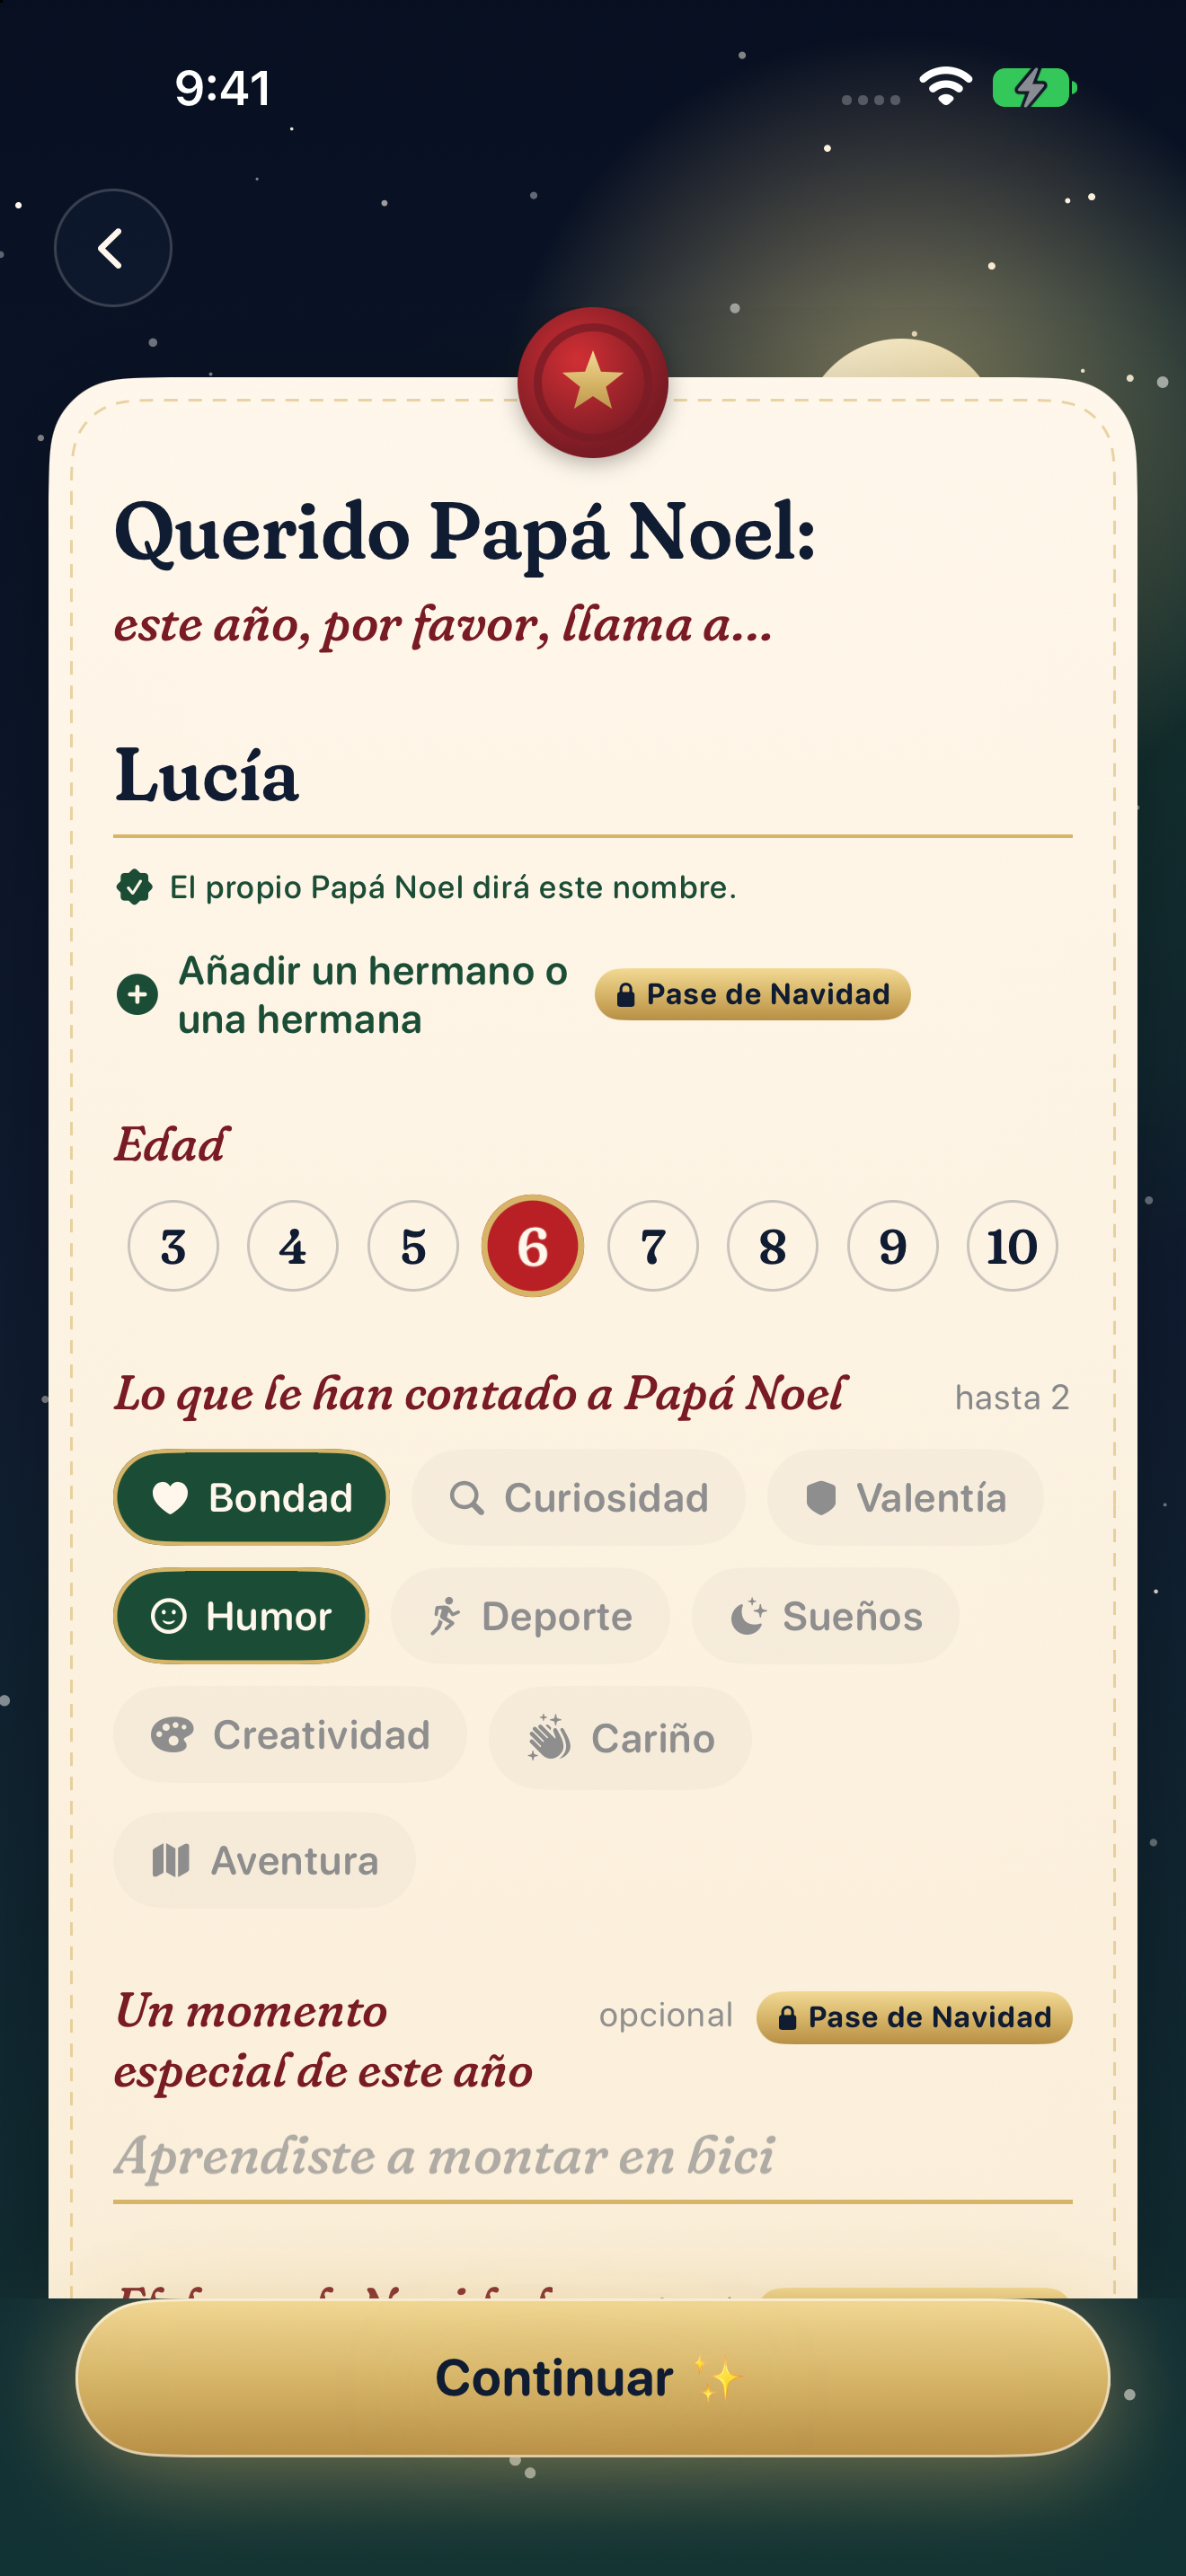 9:41
Querido Papá Noel:
este año, por favor, llama a...
Lucía
El propio Papá Noel dirá este nombre.
Añadir un hermano o
una hermana
Pase de Navidad
Edad
3 4 5 6 7 8 9 10
Lo que le han contado a Papá Noel hasta 2
Bondad Curiosidad Valentía
Humor Deporte Sueños
Creatividad Cariño
Aventura
Un momento
especial de este año
opcional Pase de Navidad
Aprendiste a montar en bici
Continuar ✨